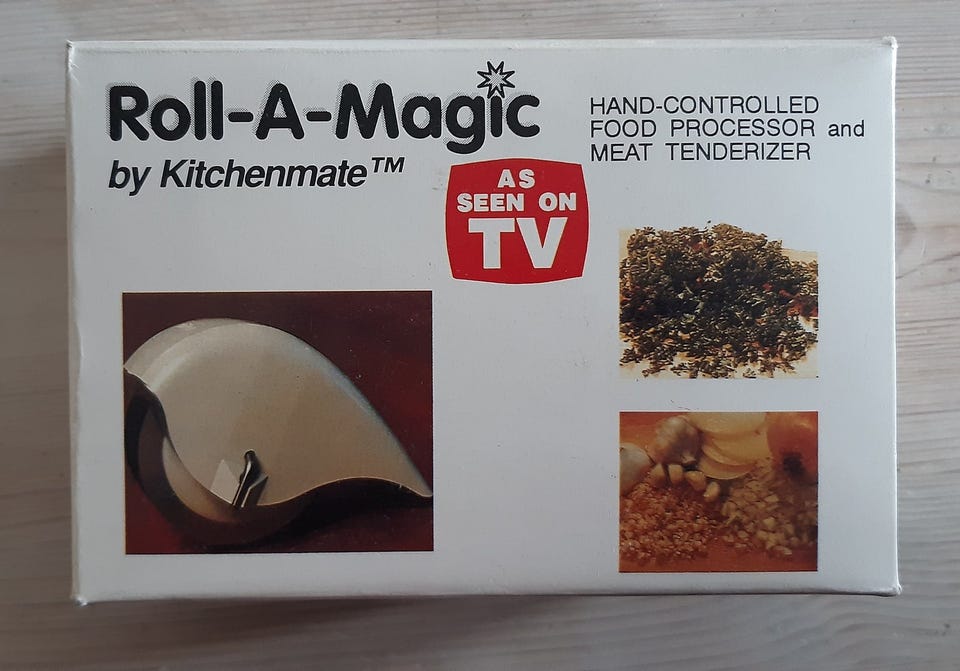 Roll-A-Magic
by Kitchenmate™
AS
SEEN ON
TV
HAND-CONTROLLED
FOOD PROCESSOR and
MEAT TENDERIZER